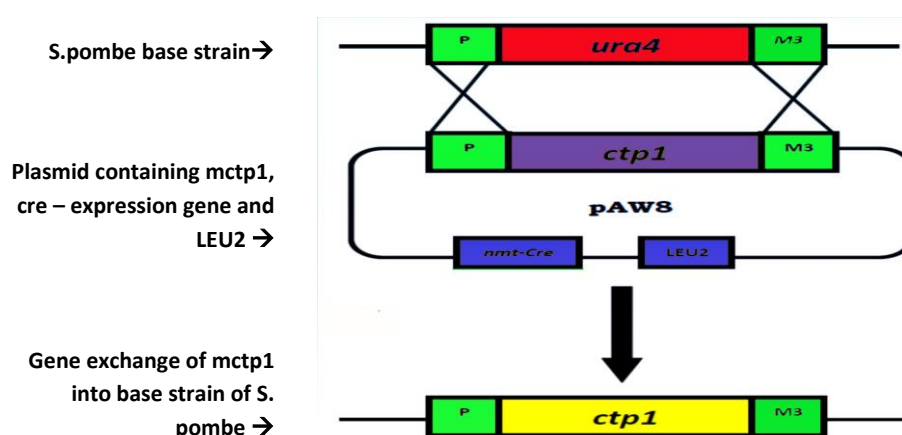 S.pombe base strain→
P ura4 M3
P ctp1 M3
Plasmid containing mctp1,
cre – expression gene and
LEU2 →
pAW8
nmt-Cre LEU2
Gene exchange of mctp1
into base strain of S.
pombe →
P ctp1 M3